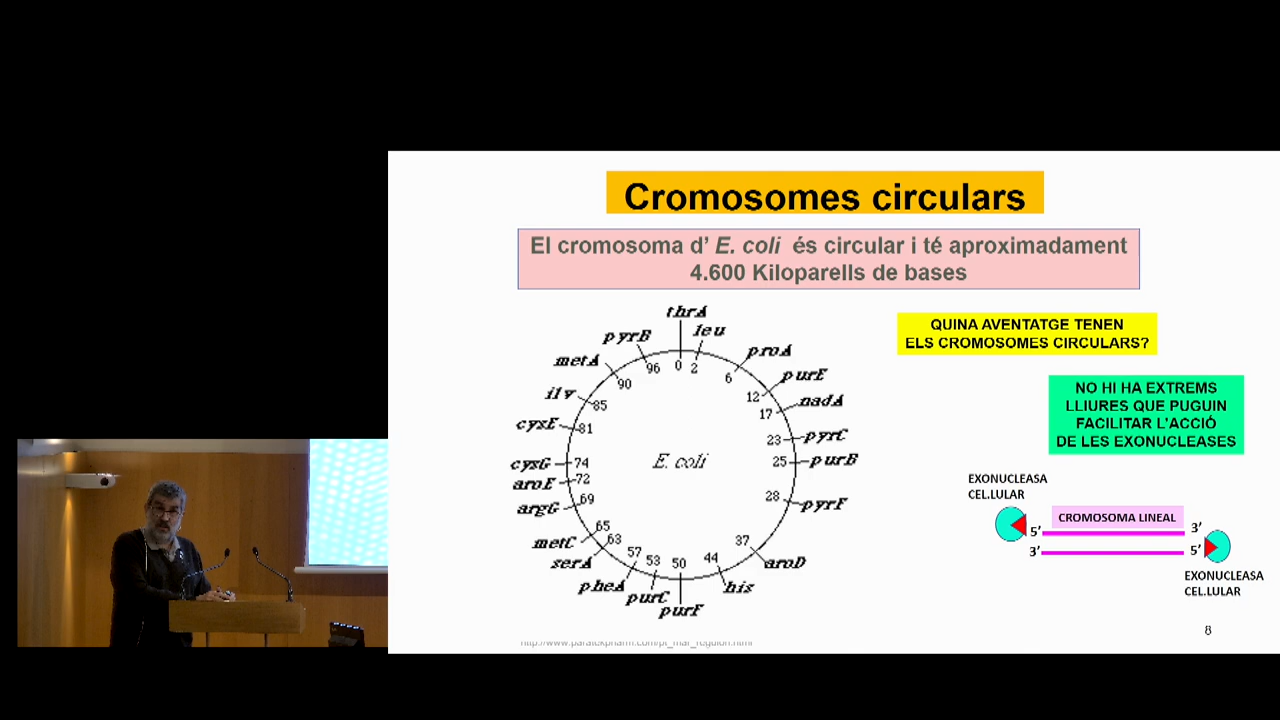 Cromosomes circulars
El cromosoma d' E. coli és circular i té aproximadament
4.600 Kiloparells de bases
QUINA AVENTATGE TENEN
ELS CROMOSOMES CIRCULARS?
NO HI HA EXTREMS
LLIURES QUE PUGUIN
FACILITAR L'ACCIÓ
DE LES EXONUCLEASES
thrA
leu
proA
purE
nadA
pyrC
purB
pyrF
aroD
his
purF
purC
pheA
serA
metC
argG
aroE
cysG
cysE
ilv
metA
pyrB
0
2
6
12
17
23
25
28
37
44
50
53
57
63
65
69
72
74
81
85
90
96
E. coli
EXONUCLEASA
CEL.LULAR
CROMOSOMA LINEAL
5'
3'
3'
5'
EXONUCLEASA
CEL.LULAR
8